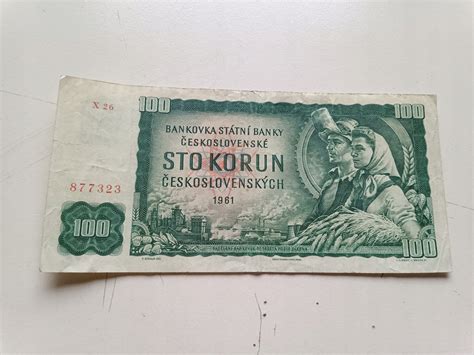 X 26
100
100
BANKOVKA STÁTNÍ BANKY
ČESKOSLOVENSKÉ
STO KORUN
ČESKOSLOVENSKÝCH
877323
1961
100
100